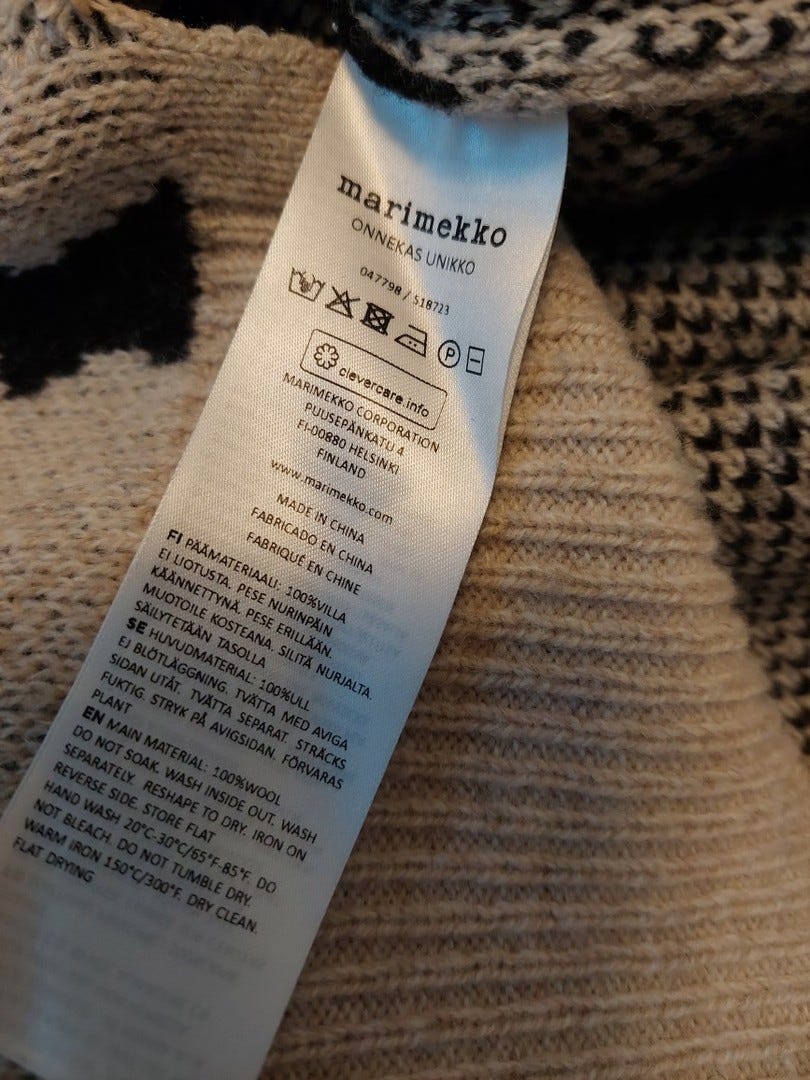 marimekko
ONNEKAS UNIKKO
047798 / 518723
P
clevercare.info
MARIMEKKO CORPORATION
PUUSEPÄNKATU 4
FI-00880 HELSINKI
FINLAND
www.marimekko.com
MADE IN CHINA
FABRICADO EN CHINA
FABRIQUÉ EN CHINE
FI PÄÄMATERIAALI: 100%VILLA
EI LIOTUSTA. PESE NURINPÄIN
KÄÄNNETTYNÄ. PESE ERILLÄÄN.
MUOTOILE KOSTEANA. SILITÄ NURJALTA.
SÄILYTETÄÄN TASOLLA
SE HUVUDMATERIAL: 100%ULL
EJ BLÖTLÄGGNING. TVÄTTA MED AVIGA
SIDAN UTÅT. TVÄTTA SEPARAT. STRÄCKS
FUKTIG. STRYK PÅ AVIGSIDAN. FÖRVARAS
PLANT
EN MAIN MATERIAL: 100%WOOL
DO NOT SOAK. WASH INSIDE OUT. WASH
SEPARATELY. RESHAPE TO DRY. IRON ON
REVERSE SIDE. STORE FLAT
HAND WASH 20°C-30°C/65°F-85°F. DO
NOT BLEACH. DO NOT TUMBLE DRY.
WARM IRON 150°C/300°F. DRY CLEAN.
FLAT DRYING